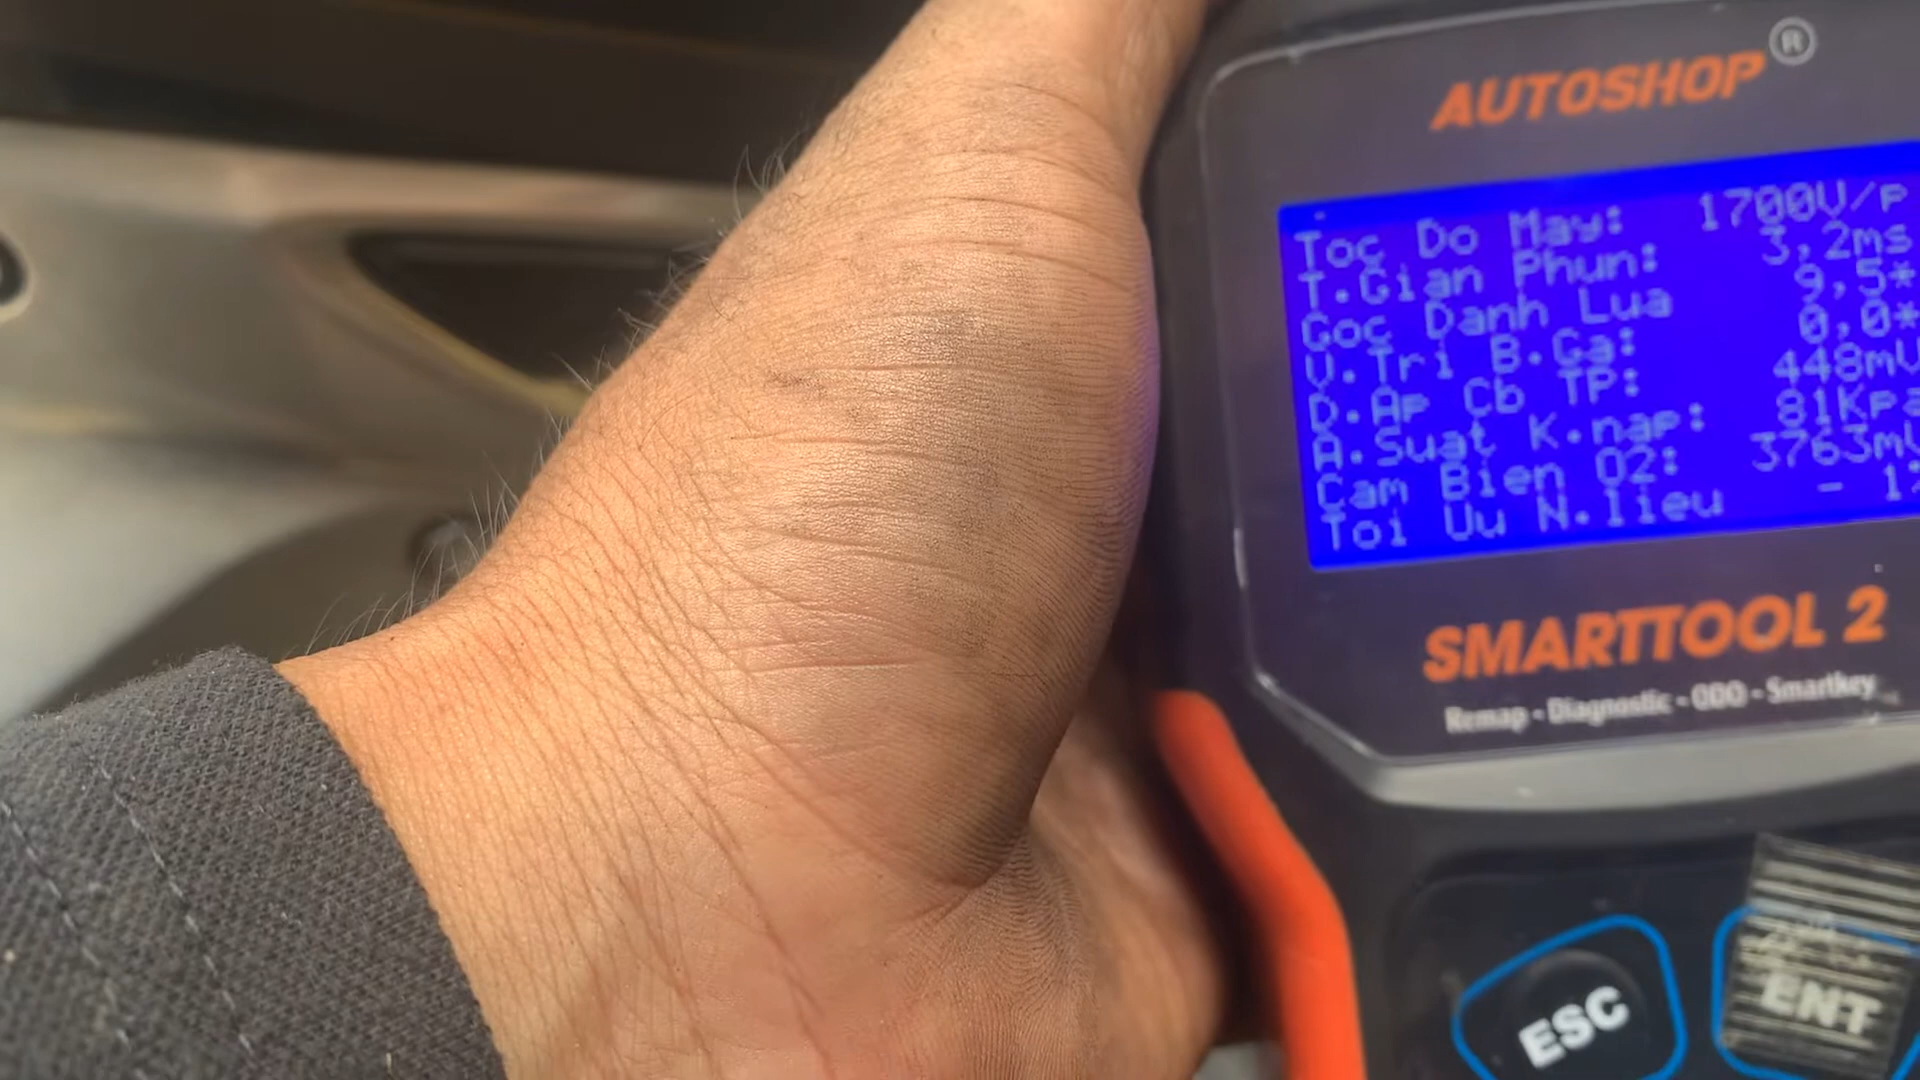 AUTOSHOP ®
Toc Do May: 1700V/p
T.Gian Phun: 3,2ms
Goc Danh Lua 9,5*
V.Tri B.Ga: 0,0*
D.Ap Cb TP: 448mV
A.Suat K.nap: 81Kpa
Cam Bien O2: 3763mV
Toi Uu N.lieu - 1%
SMARTTOOL 2
Remap - Diagnostic - ODO - Smartkey
ESC
ENT